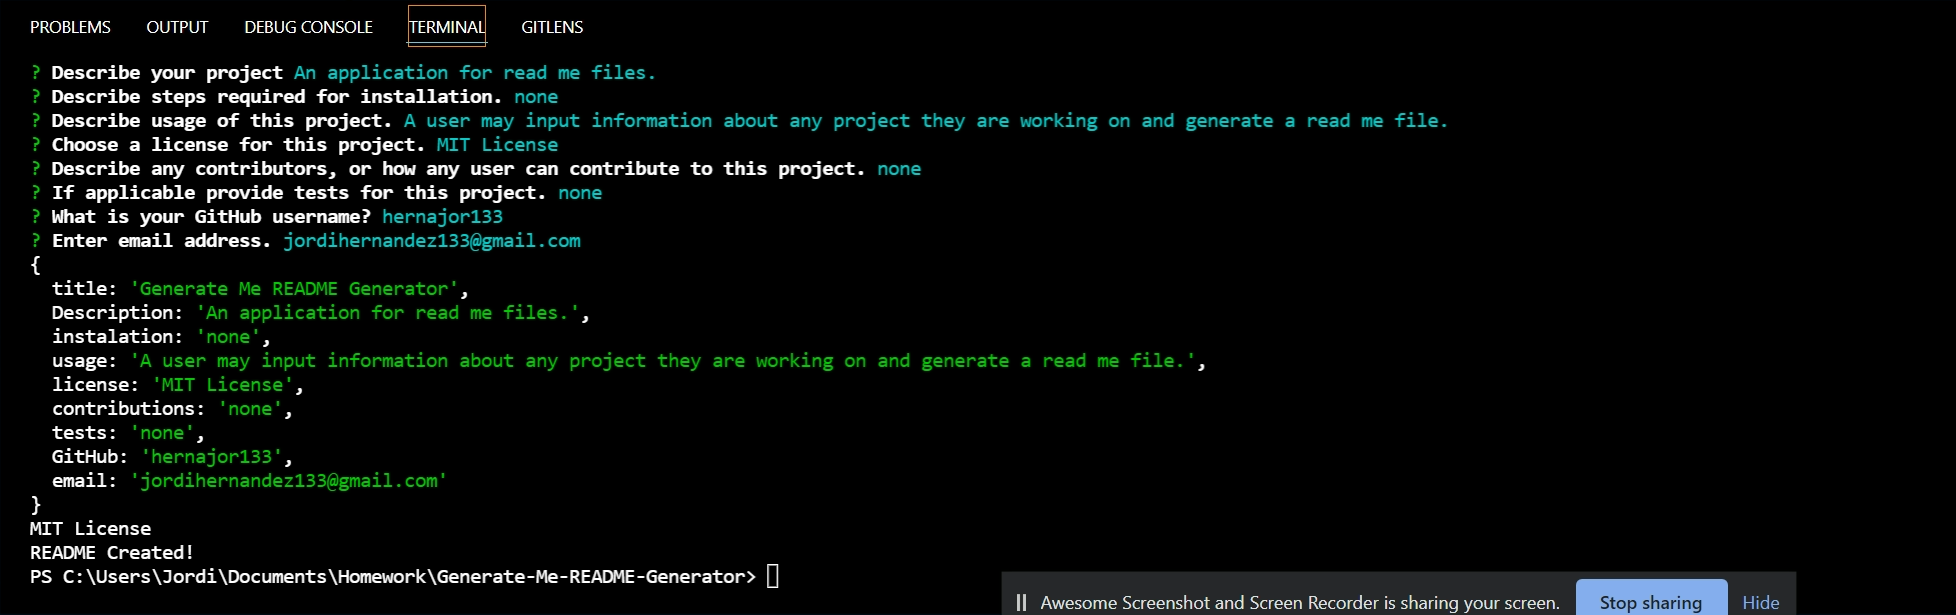 PROBLEMS OUTPUT DEBUG CONSOLE TERMINAL GITLENS
? Describe your project An application for read me files.
? Describe steps required for installation. none
? Describe usage of this project. A user may input information about any project they are working on and generate a read me file.
? Choose a license for this project. MIT License
? Describe any contributors, or how any user can contribute to this project. none
? If applicable provide tests for this project. none
? What is your GitHub username? hernajor133
? Enter email address. jordihernandez133@gmail.com
{
  title: 'Generate Me README Generator',
  Description: 'An application for read me files.',
  instalation: 'none',
  usage: 'A user may input information about any project they are working on and generate a read me file.',
  license: 'MIT License',
  contributions: 'none',
  tests: 'none',
  GitHub: 'hernajor133',
  email: 'jordihernandez133@gmail.com'
}
MIT License
README Created!
PS C:\Users\Jordi\Documents\Homework\Generate-Me-README-Generator>
Awesome Screenshot and Screen Recorder is sharing your screen. Stop sharing Hide